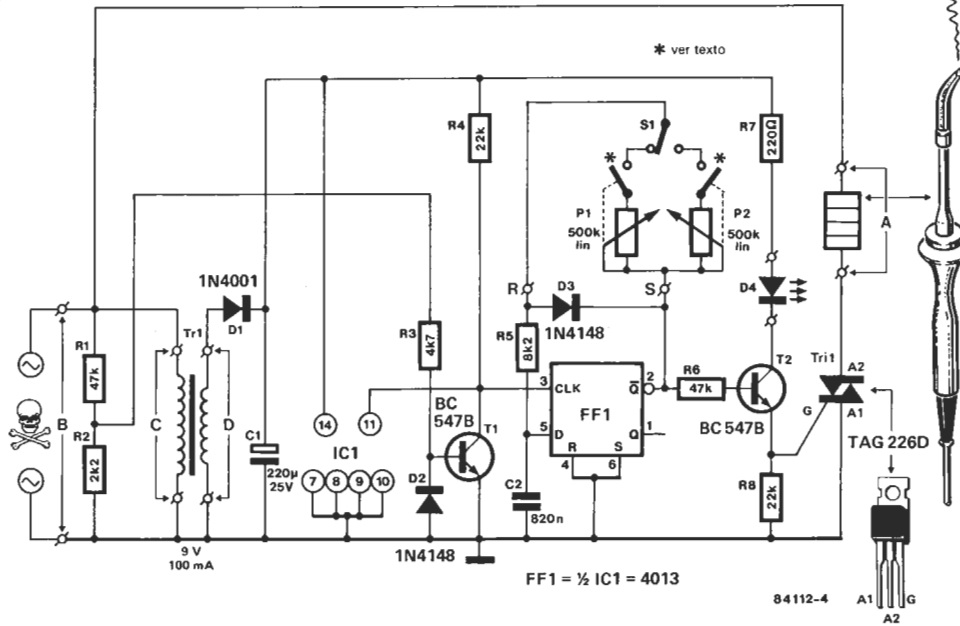 * ver texto
R4
22k
S1
R7
220Ω
*
*
P1
500k
lin
P2
500k
lin
A
1N4001
D1
Tr1
R
D3
1N4148
S
D4
R1
47k
R3
4k7
R5
8k2
T2
Tri1
A2
A1
G
B
C
D
BC
547B
T1
3
CLK
Q
2
FF1
5
D
Q
1
R
S
4
6
R6
47k
BC 547B
TAG 226D
R2
2k2
C1
220µ
25V
14
11
IC1
7
8
9
10
D2
1N4148
C2
820n
R8
22k
9 V
100 mA
FF1 = ½ IC1 = 4013
84112-4
A1
G
A2